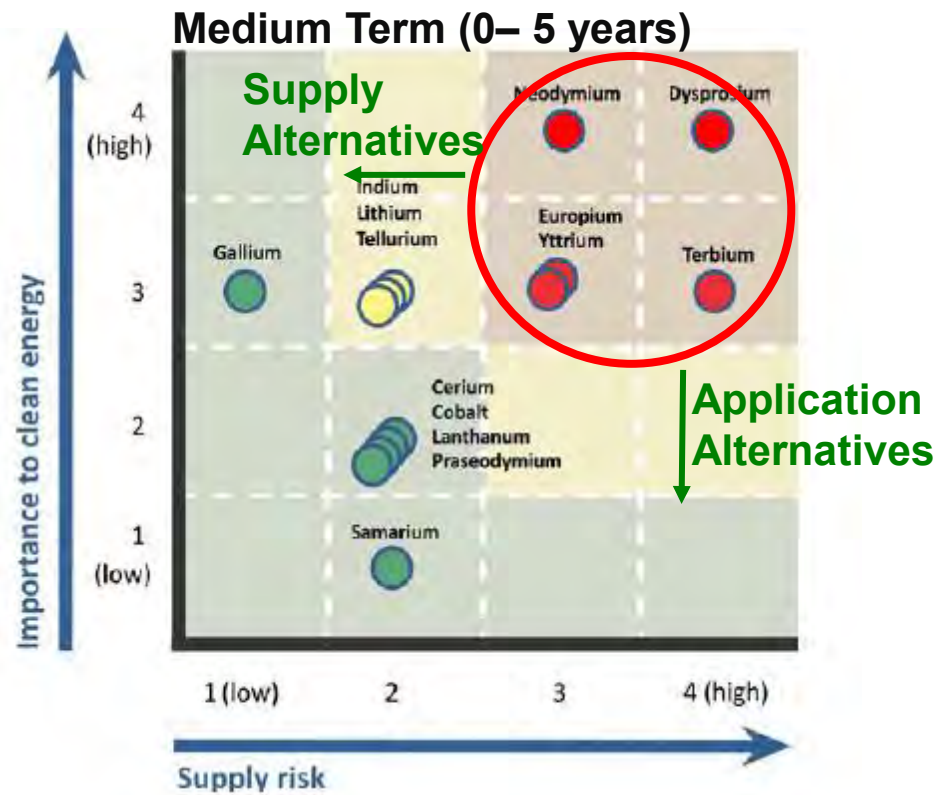 Medium Term (0– 5 years)
Supply
Alternatives
Neodymium
Dysprosium
4
(high)
Indium
Lithium
Tellurium
Europium
Yttrium
Gallium
Terbium
3
Cerium
Cobalt
Lanthanum
Praseodymium
2
Application
Alternatives
Samarium
1
(low)
Importance to clean energy
1 (low)
2
3
4 (high)
Supply risk